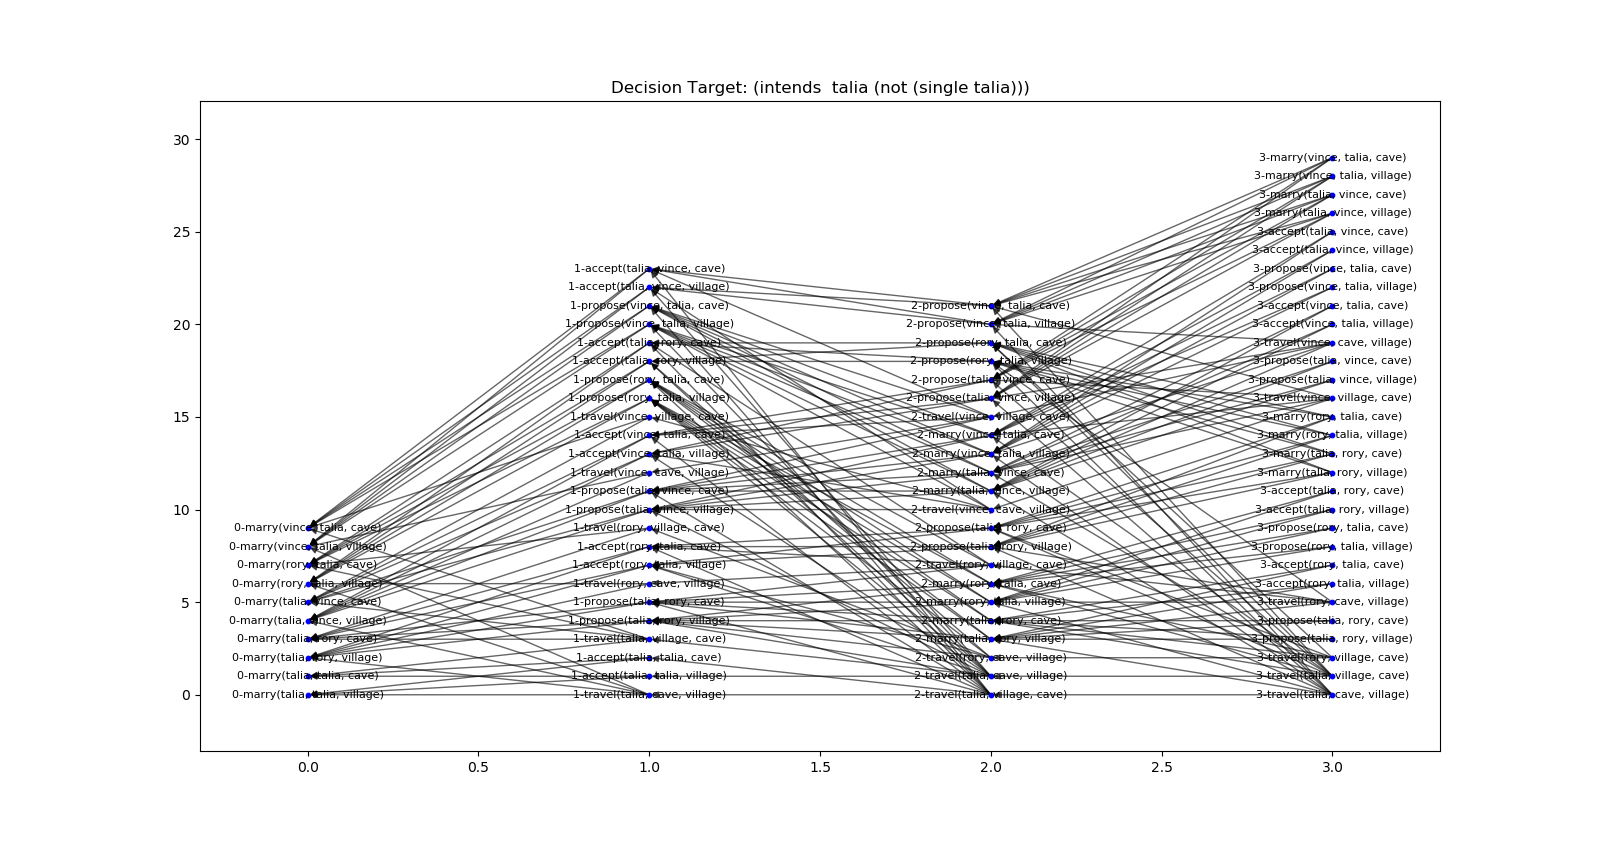 Decision Target: (intends  talia (not (single talia)))
30
25
20
15
10
5
0
0-marry(vince, talia, cave)
0-marry(vince, talia, village)
0-marry(rory, talia, cave)
0-marry(rory, talia, village)
0-marry(talia, vince, cave)
0-marry(talia, vince, village)
0-marry(talia, rory, cave)
0-marry(talia, rory, village)
0-marry(talia, talia, cave)
0-marry(talia, talia, village)
1-accept(talia, vince, cave)
1-accept(talia, vince, village)
1-propose(vince, talia, cave)
1-propose(vince, talia, village)
1-accept(talia, rory, cave)
1-accept(talia, rory, village)
1-propose(rory, talia, cave)
1-propose(rory, talia, village)
1-travel(vince, village, cave)
1-accept(vince, talia, cave)
1-accept(vince, talia, village)
1-travel(vince, cave, village)
1-propose(talia, vince, cave)
1-propose(talia, vince, village)
1-travel(rory, village, cave)
1-accept(rory, talia, cave)
1-accept(rory, talia, village)
1-travel(rory, cave, village)
1-propose(talia, rory, cave)
1-propose(talia, rory, village)
1-travel(talia, village, cave)
1-accept(talia, talia, cave)
1-accept(talia, talia, village)
1-travel(talia, cave, village)
2-propose(vince, talia, cave)
2-propose(vince, talia, village)
2-propose(rory, talia, cave)
2-propose(rory, talia, village)
2-propose(talia, vince, cave)
2-propose(talia, vince, village)
2-travel(vince, village, cave)
2-marry(vince, talia, cave)
2-marry(vince, talia, village)
2-marry(talia, vince, cave)
2-marry(talia, vince, village)
2-travel(vince, cave, village)
2-propose(talia, rory, cave)
2-propose(talia, rory, village)
2-travel(rory, village, cave)
2-marry(rory, talia, cave)
2-marry(rory, talia, village)
2-marry(talia, rory, cave)
2-marry(talia, rory, village)
2-travel(rory, cave, village)
2-travel(talia, cave, village)
2-travel(talia, village, cave)
3-marry(vince, talia, cave)
3-marry(vince, talia, village)
3-marry(talia, vince, cave)
3-marry(talia, vince, village)
3-accept(talia, vince, cave)
3-accept(talia, vince, village)
3-propose(vince, talia, cave)
3-propose(vince, talia, village)
3-accept(vince, talia, cave)
3-accept(vince, talia, village)
3-travel(vince, cave, village)
3-propose(talia, vince, cave)
3-propose(talia, vince, village)
3-travel(vince, village, cave)
3-marry(rory, talia, cave)
3-marry(rory, talia, village)
3-marry(talia, rory, cave)
3-marry(talia, rory, village)
3-accept(talia, rory, cave)
3-accept(talia, rory, village)
3-propose(rory, talia, cave)
3-propose(rory, talia, village)
3-accept(rory, talia, cave)
3-accept(rory, talia, village)
3-travel(rory, cave, village)
3-propose(talia, rory, cave)
3-propose(talia, rory, village)
3-travel(rory, village, cave)
3-travel(talia, village, cave)
3-travel(talia, cave, village)
0.0 0.5 1.0 1.5 2.0 2.5 3.0